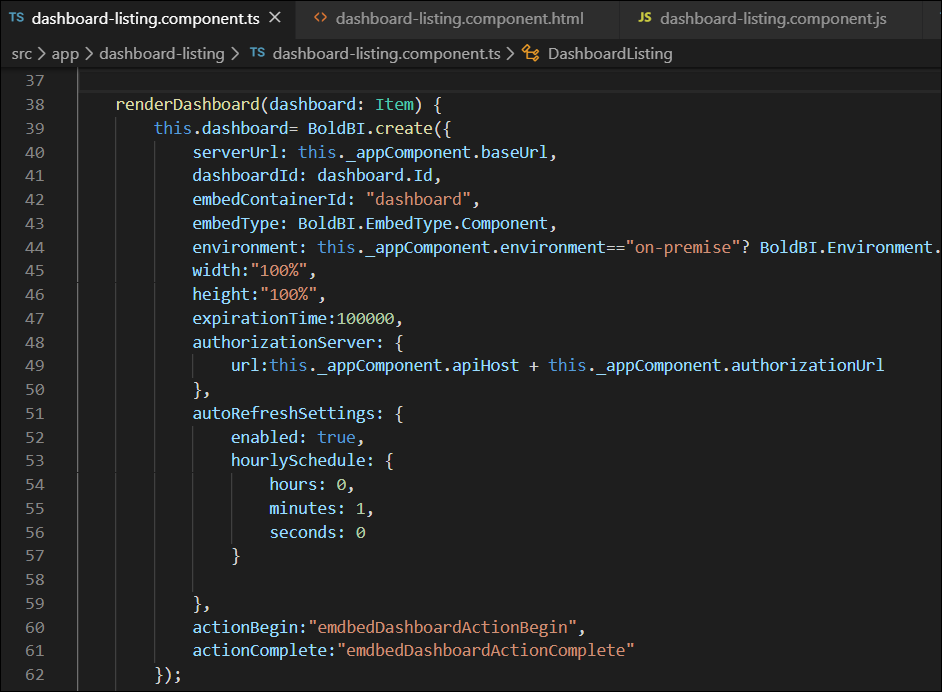 TS dashboard-listing.component.ts × <> dashboard-listing.component.html JS dashboard-listing.component.js
src > app > dashboard-listing > TS dashboard-listing.component.ts > DashboardListing
37
38 renderDashboard(dashboard: Item) {
39 this.dashboard= BoldBI.create({
40 serverUrl: this._appComponent.baseUrl,
41 dashboardId: dashboard.Id,
42 embedContainerId: "dashboard",
43 embedType: BoldBI.EmbedType.Component,
44 environment: this._appComponent.environment=="on-premise"? BoldBI.Environment.
45 width:"100%",
46 height:"100%",
47 expirationTime:100000,
48 authorizationServer: {
49 url:this._appComponent.apiHost + this._appComponent.authorizationUrl
50 },
51 autoRefreshSettings: {
52 enabled: true,
53 hourlySchedule: {
54 hours: 0,
55 minutes: 1,
56 seconds: 0
57 }
58
59 },
60 actionBegin:"emdbedDashboardActionBegin",
61 actionComplete:"emdbedDashboardActionComplete"
62 });